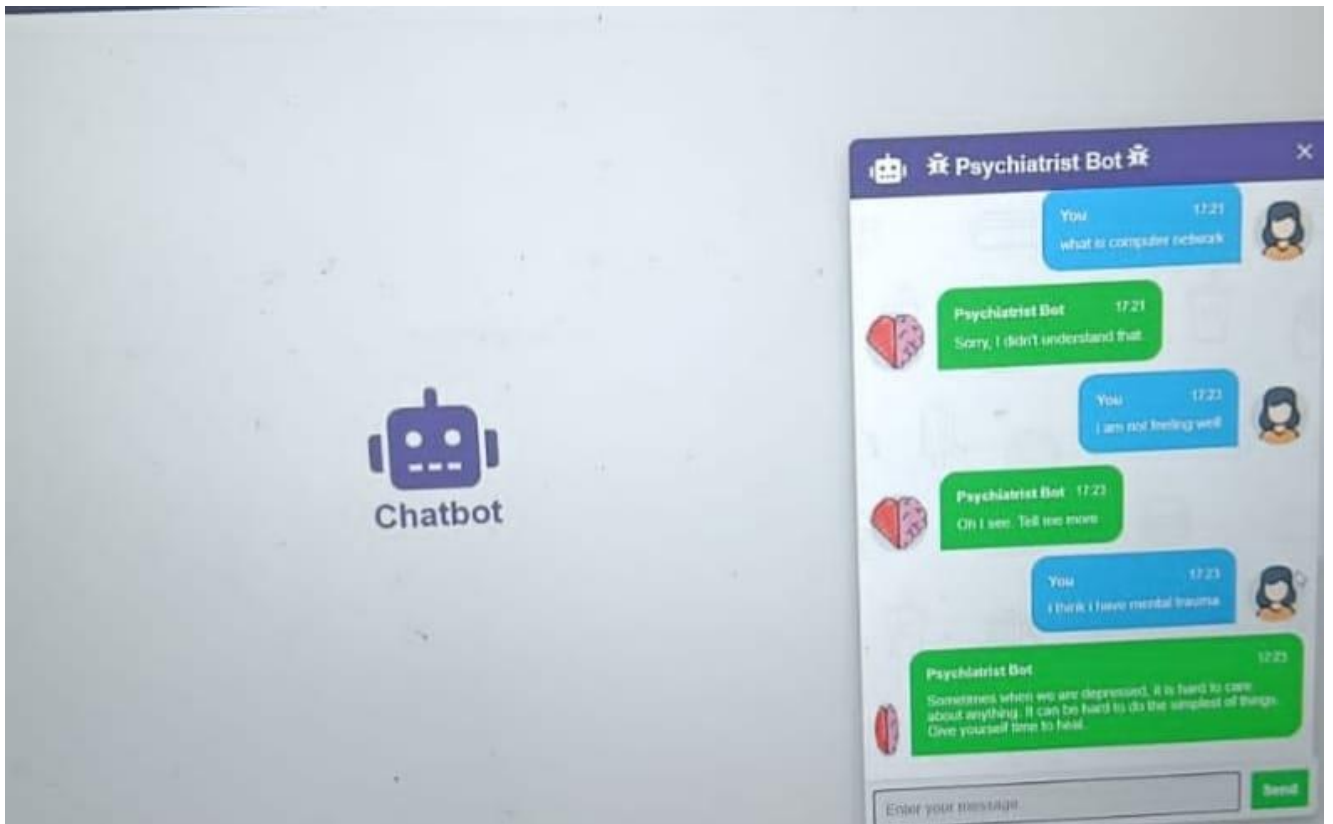 Chatbot
Psychiatrist Bot
You 17:21
what is computer network
Psychiatrist Bot 17:21
Sorry, I didn't understand that.
You 17:23
i am not feeling well
Psychiatrist Bot 17:23
Oh I see. Tell me more
You 17:23
i think i have mental trauma
Psychiatrist Bot 17:23
Sometimes when we are depressed, it is hard to care
about anything. It can be hard to do the simplest of things.
Give yourself time to heal.
Enter your message...
Send